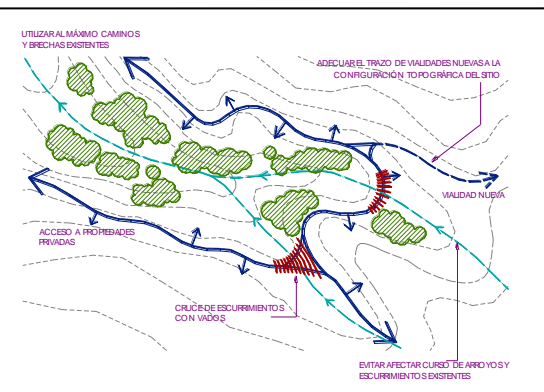 UTILIZAR AL MÁXIMO CAMINOS
Y BRECHAS EXISTENTES
ADECUAR EL TRAZO DE VIALIDADES NUEVAS A LA
CONFIGURACIÓN TOPOGRÁFICA DEL SITIO
VIALIDAD NUEVA
ACCESO A PROPIEDADES
PRIVADAS
CRUCE DE ESCURRIMIENTOS
CON VADOS
EVITAR AFECTAR CURSO DE ARROYOS Y
ESCURRIMIENTOS EXISTENTES